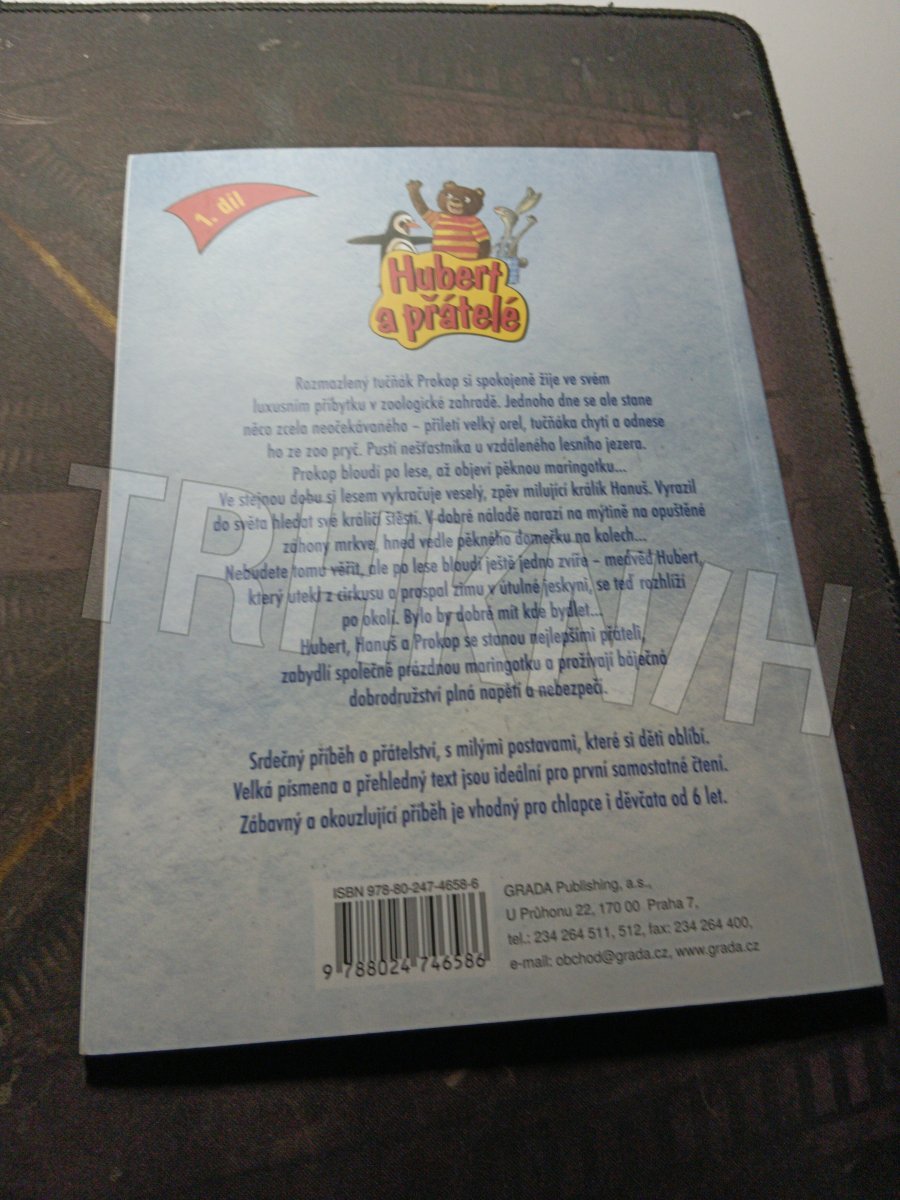 1. díl
Hubert
a přátelé
Rozmazlený tučňák Prokop si spokojeně žije ve svém
luxusním příbytku v zoologické zahradě. Jednoho dne se ale stane
něco zcela neočekávaného – přiletí velký orel, tučňáka chytí a odnese
ho ze zoo pryč. Pustí nešťastníka u vzdáleného lesního jezera.
Prokop bloudí po lese, až objeví pěknou maringotku...
Ve stejnou dobu si lesem vykračuje veselý, zpěv milující králík Hanuš. Vyrazil
do světa hledat své králičí štěstí. V dobré náladě narazí na mýtině na opuštěné
záhony mrkve, hned vedle pěkného domečku na kolech...
Nebudete tomu věřit, ale po lese bloudí ještě jedno zvíře – medvěd Hubert,
který utekl z cirkusu a prospal zimu v útulné jeskyni, se teď rozhlíží
po okolí. Bylo by dobré mít kde bydlet...
Hubert, Hanuš a Prokop se stanou nejlepšími přáteli,
zabydlí společně prázdnou maringotku a prožívají báječná
dobrodružství plná napětí a nebezpečí.
Srdečný příběh o přátelství, s milými postavami, které si děti oblíbí.
Velká písmena a přehledný text jsou ideální pro první samostatné čtení.
Zábavný a okouzlující příběh je vhodný pro chlapce i děvčata od 6 let.
ISBN 978-80-247-4658-6
9 788024 746586
GRADA Publishing, a.s.,
U Průhonu 22, 170 00 Praha 7,
tel.: 234 264 511, 512, fax: 234 264 400,
e-mail: obchod@grada.cz, www.grada.cz